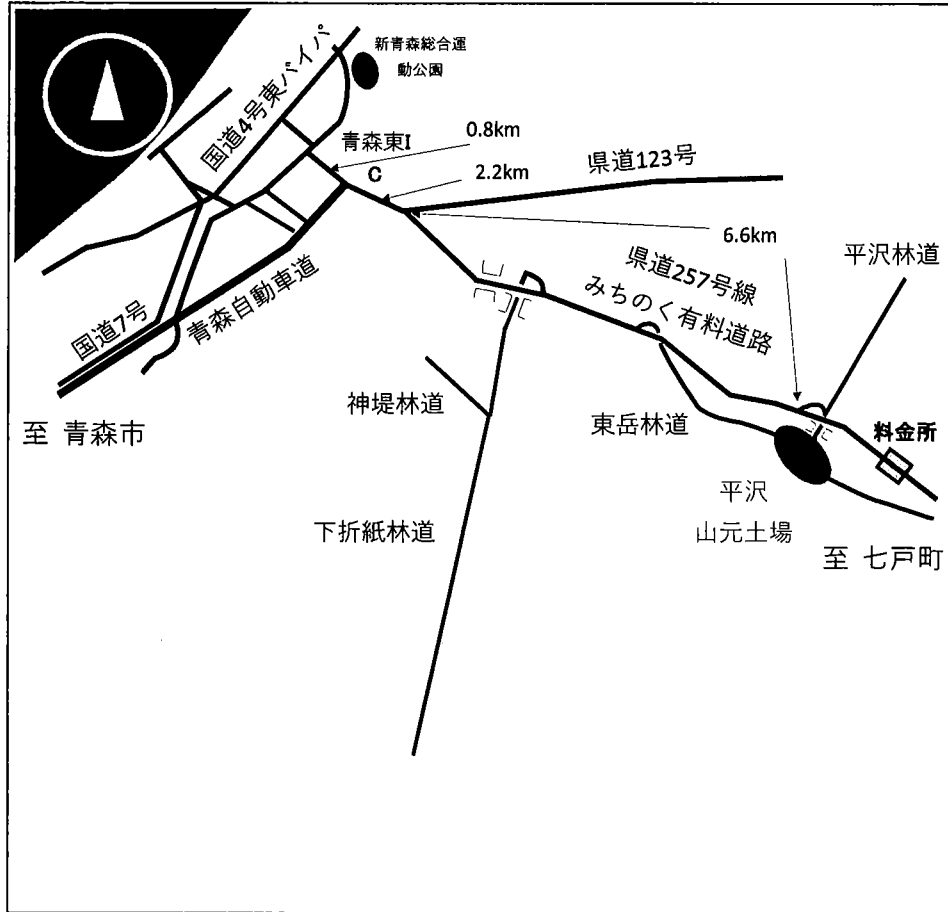 新青森総合運
動公園
国道4号東バイパ
青森東I
C
0.8km
2.2km
県道123号
6.6km
平沢林道
県道257号線
みちのく有料道路
国道7号
青森自動車道
至 青森市
神堤林道
東岳林道
料金所
平沢
山元土場
下折紙林道
至 七戸町